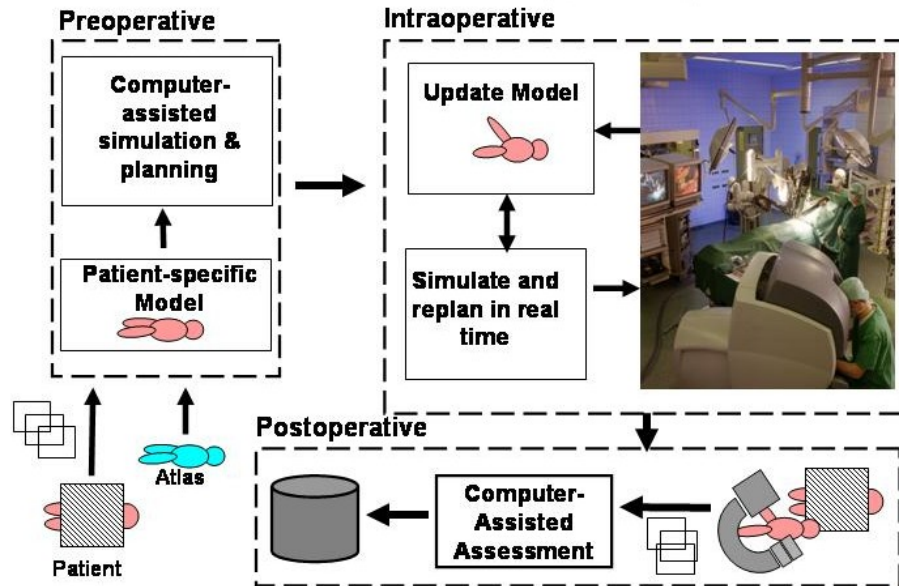 Preoperative
Computer-
assisted
simulation &
planning
Patient-specific
Model
Atlas
Patient
Intraoperative
Update Model
Simulate and
replan in real
time
Postoperative
Computer-
Assisted
Assessment